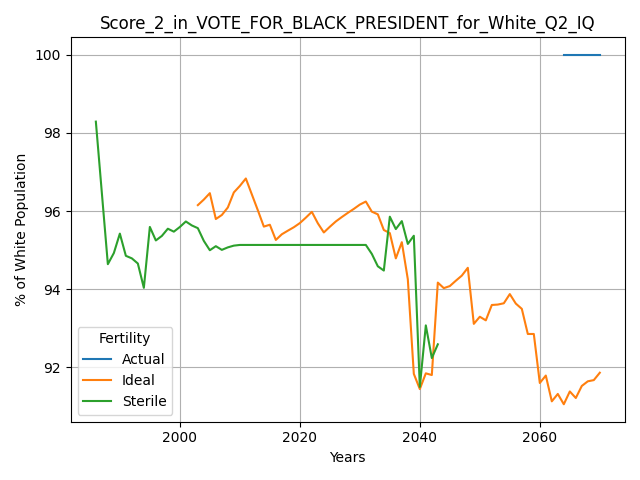 Score_2_in_VOTE_FOR_BLACK_PRESIDENT_for_White_Q2_IQ
100
98
96
94
92
% of White Population
Fertility
Actual
Ideal
Sterile
2000
2020
2040
2060
Years